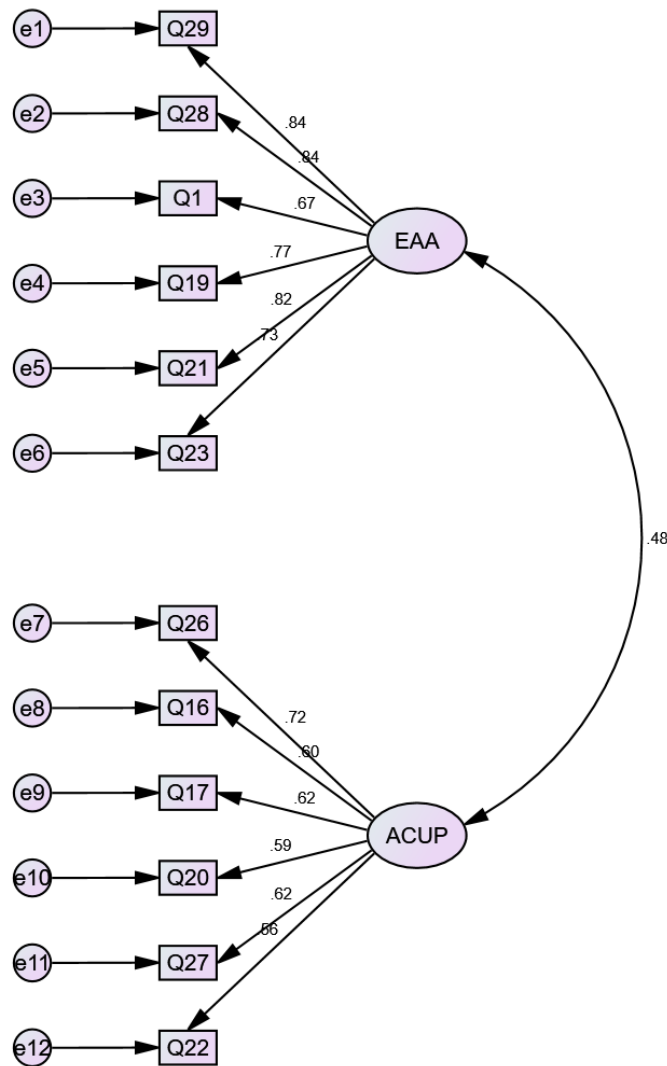 e1 Q29
.84
e2 Q28
.84
e3 Q1
.67
EAA
.77
e4 Q19
.82
.73
e5 Q21
e6 Q23
.48
e7 Q26
.72
e8 Q16
.60
e9 Q17
.62
ACUP
.59
e10 Q20
.62
.56
e11 Q27
e12 Q22